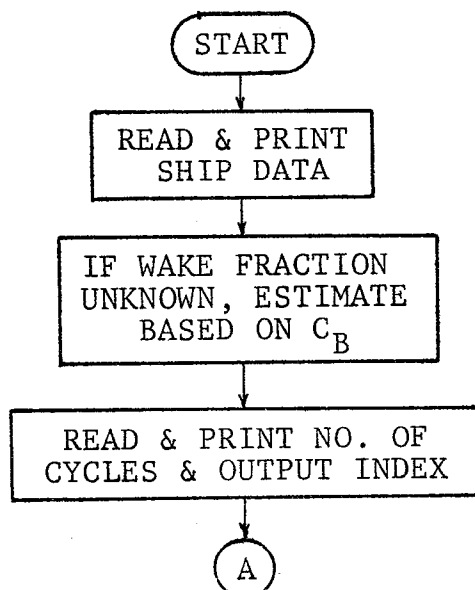 START
READ & PRINT
SHIP DATA
IF WAKE FRACTION
UNKNOWN, ESTIMATE
BASED ON C_B
READ & PRINT NO. OF
CYCLES & OUTPUT INDEX
A